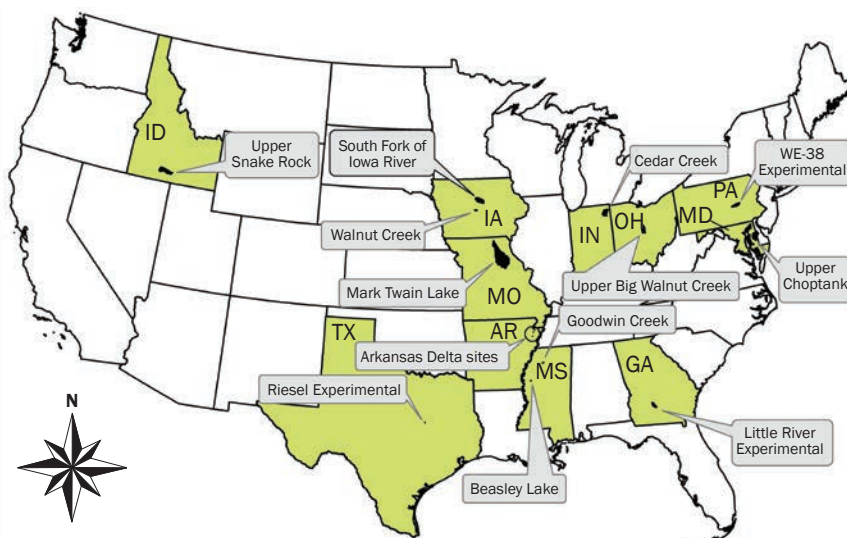 ID
Upper
Snake Rock
South Fork of
Iowa River
Cedar Creek
WE-38
Experimental
PA
IA
IN
OH
MD
Walnut Creek
Mark Twain Lake
MO
Upper Big Walnut Creek
Upper
Choptank
TX
AR
Goodwin Creek
Arkansas Delta sites
MS
GA
Riesel Experimental
N
Little River
Experimental
Beasley Lake